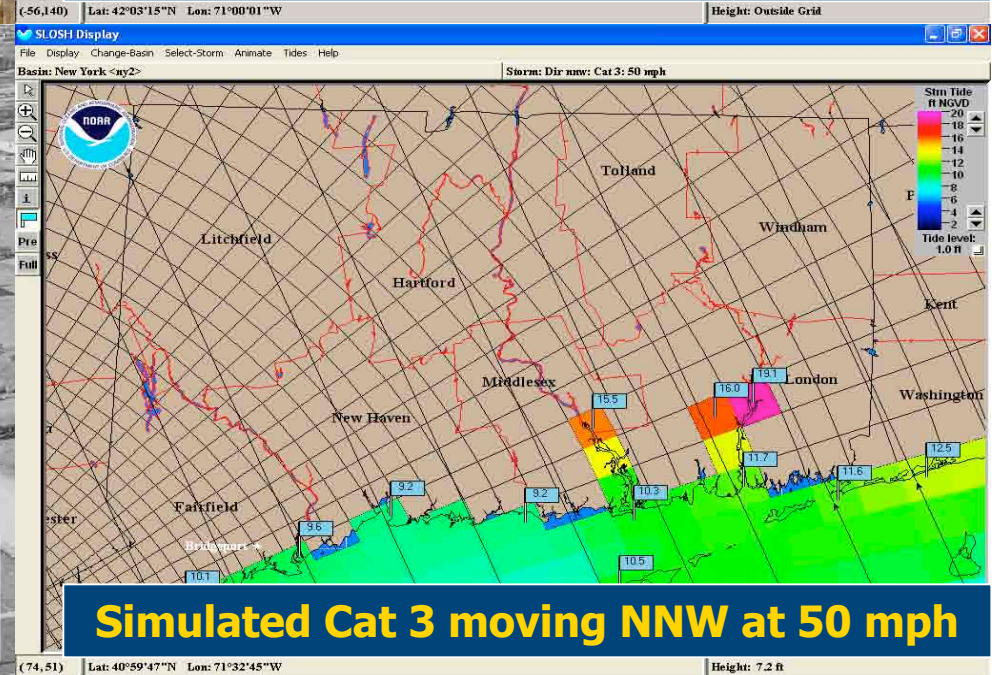 (-56,140) Lat: 42°03'15"N Lon: 71°00'01"W Height: Outside Grid
SLOSH Display
File Display Change-Basin Select-Storm Animate Tides Help
Basin: New York <ny2> Storm: Dir nnw: Cat 3: 50 mph
Strm Tide
ft NGVD
20
18
16
14
12
10
8
6
4
2
Tide level:
1.0 ft
NOAA
i
Pre
Full
Tolland
Windham
Litchfield
Hartford
Kent
Middlesex
19.1
London
16.0
Washington
15.5
New Haven
12.5
11.7
11.6
9.2
9.2
10.3
Fairfield
9.6
Bridgeport
10.5
10.1
Simulated Cat 3 moving NNW at 50 mph
(74,51) Lat: 40°59'47"N Lon: 71°32'45"W Height: 7.2 ft